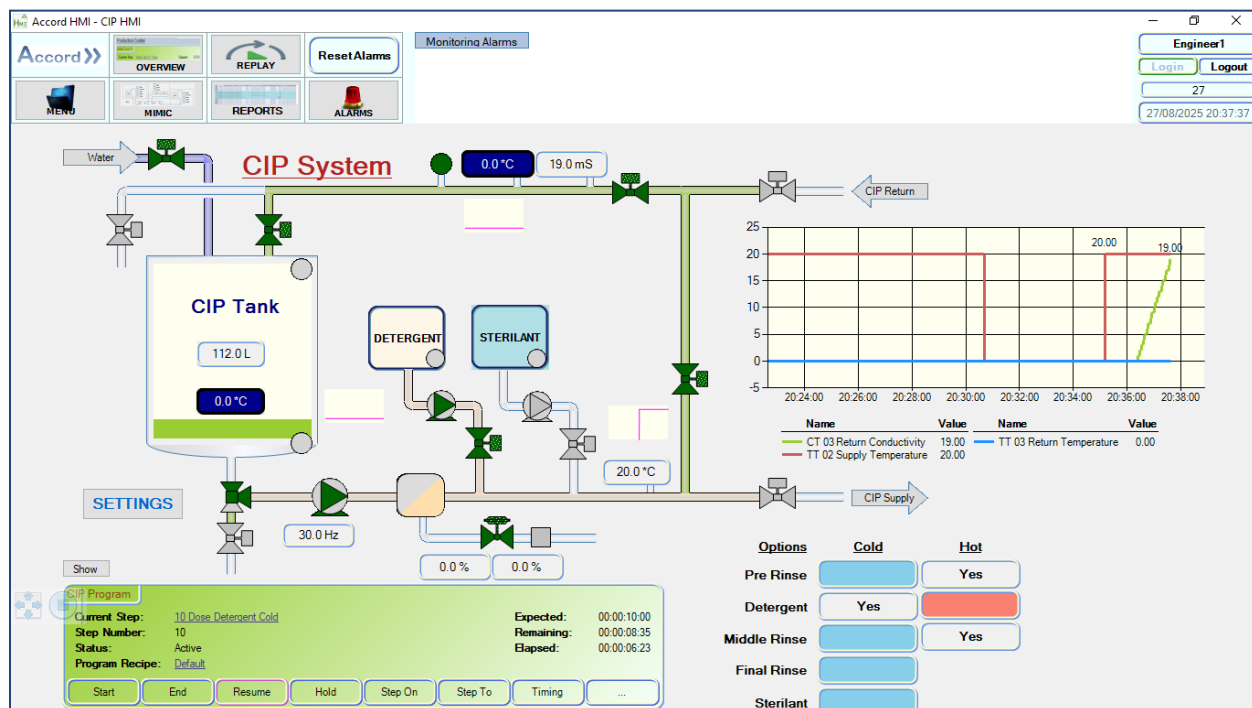 HMI Accord HMI - CIP HMI
Accord
OVERVIEW
REPLAY
Reset Alarms
MENU
MIMIC
REPORTS
ALARMS
Monitoring Alarms
Engineer1
Login Logout
27
27/08/2025 20:37:37
Water
CIP System
0.0 °C 19.0 mS
CIP Return
CIP Tank
112.0 L
0.0 °C
DETERGENT
STERILANT
20.0 °C
SETTINGS
30.0 Hz
0.0 % 0.0 %
CIP Supply
25
20
15
10
5
0
-5
20.00 19.00
20:24:00 20:26:00 20:28:00 20:30:00 20:32:00 20:34:00 20:36:00 20:38:00
Name Value Name Value
CT 03 Return Conductivity 19.00 TT 03 Return Temperature 0.00
TT 02 Supply Temperature 20.00
Show
CIP Program
Current Step: 10 Dose Detergent Cold Expected: 00:00:10:00
Step Number: 10 Remaining: 00:00:08:35
Status: Active Elapsed: 00:00:06:23
Program Recipe: Default
Start End Resume Hold Step On Step To Timing ...
Options Cold Hot
Pre Rinse Yes
Detergent Yes
Middle Rinse Yes
Final Rinse
Sterilant